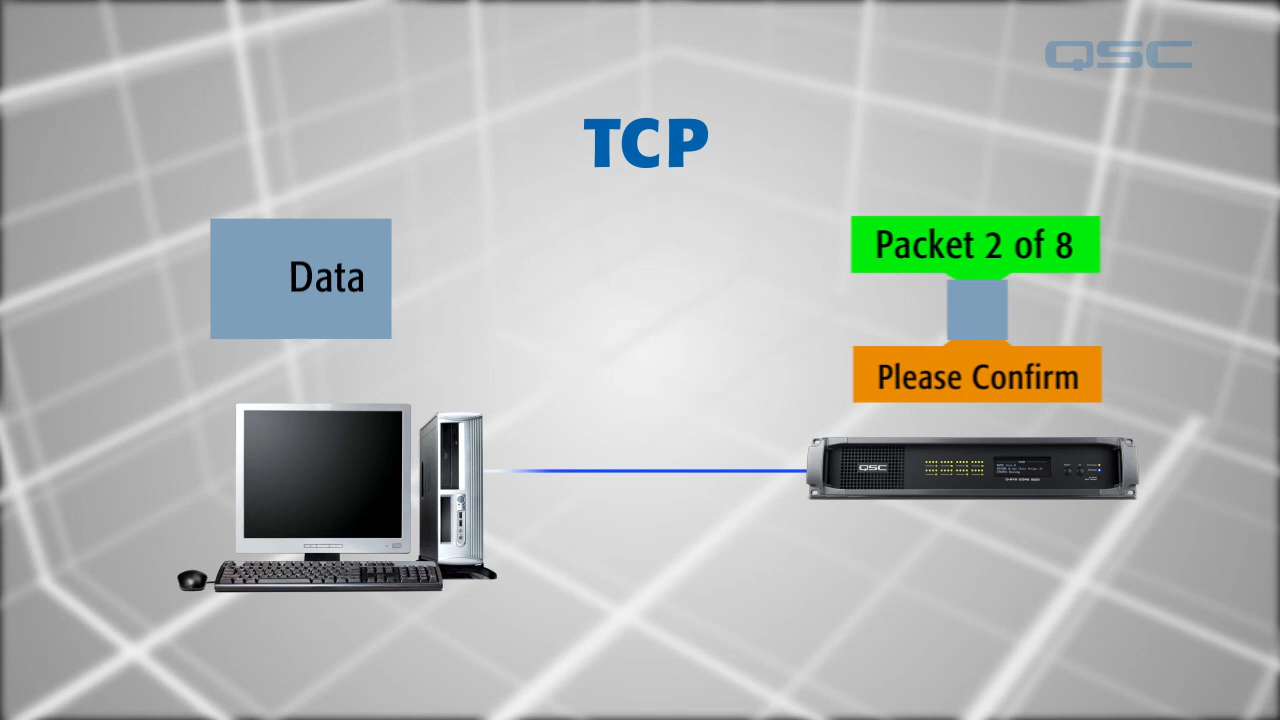 QSC
TCP
Data
Packet 2 of 8
Please Confirm
QSC